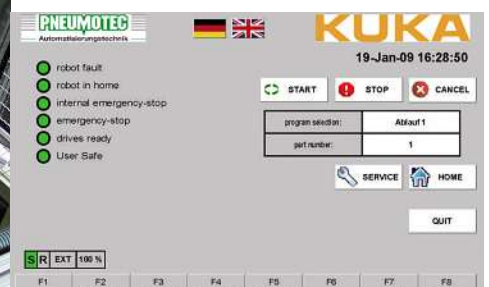 PNEUMOTEC
Automatisierungstechnik
KUKA
19-Jan-09 16:28:50
robot fault
robot in home
internal emergency-stop
emergency-stop
drives ready
User Safe
START
STOP
CANCEL
program selection: Ablauf 1
part number: 1
SERVICE
HOME
QUIT
S R EXT 100 %
F1 F2 F3 F4 F5 F6 F7 F8